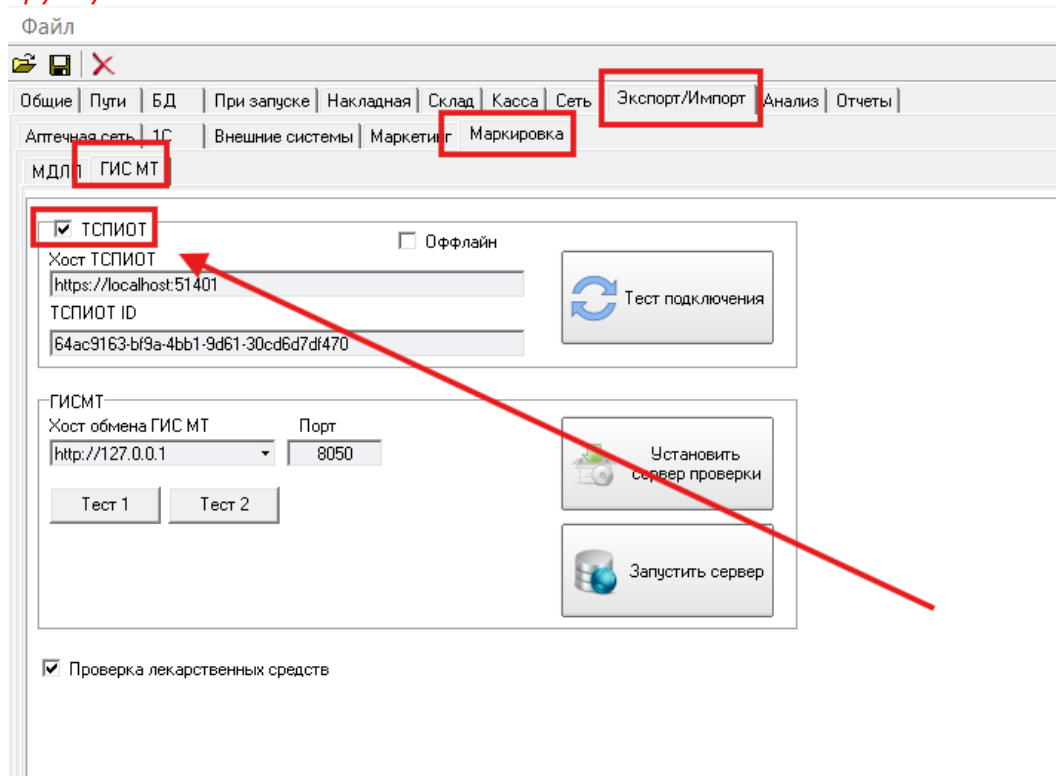 Файл
Общие Пути БД При запуске Накладная Склад Касса Сеть Экспорт/Импорт Анализ Отчеты
Аптечная сеть 1С Внешние системы Маркетинг Маркировка
МДЛП ГИС МТ
ТСПИОТ
Оффлайн
Хост ТСПИОТ
https://localhost:51401
Тест подключения
ТСПИОТ ID
64ac9163-bf9a-4bb1-9d61-30cd6d7df470
ГИСМТ
Хост обмена ГИС МТ Порт
http://127.0.0.1 8050
Установить
сервер проверки
Тест 1 Тест 2
Запустить сервер
Проверка лекарственных средств